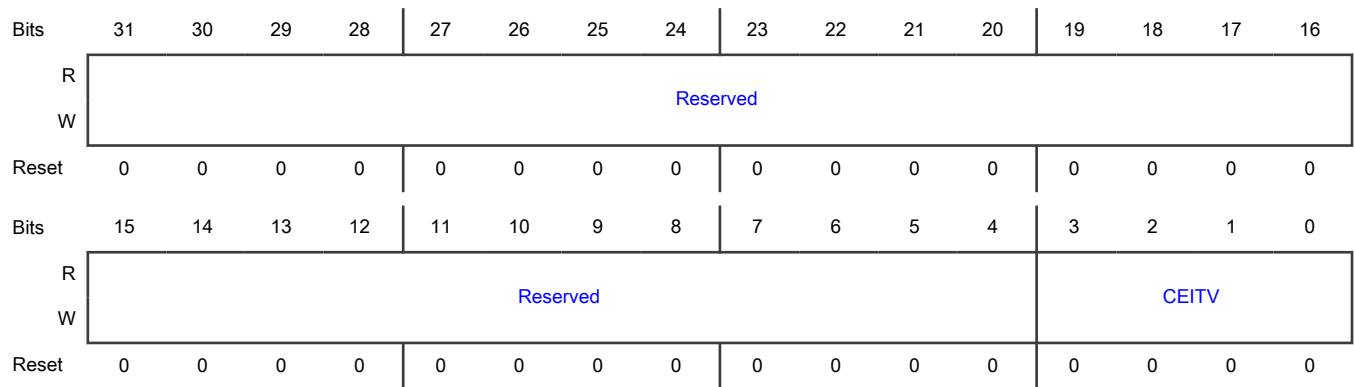 Bits 31 30 29 28 27 26 25 24 23 22 21 20 19 18 17 16
R
Reserved
W
Reset 0 0 0 0 0 0 0 0 0 0 0 0 0 0 0 0
Bits 15 14 13 12 11 10 9 8 7 6 5 4 3 2 1 0
R
Reserved CEITV
W
Reset 0 0 0 0 0 0 0 0 0 0 0 0 0 0 0 0